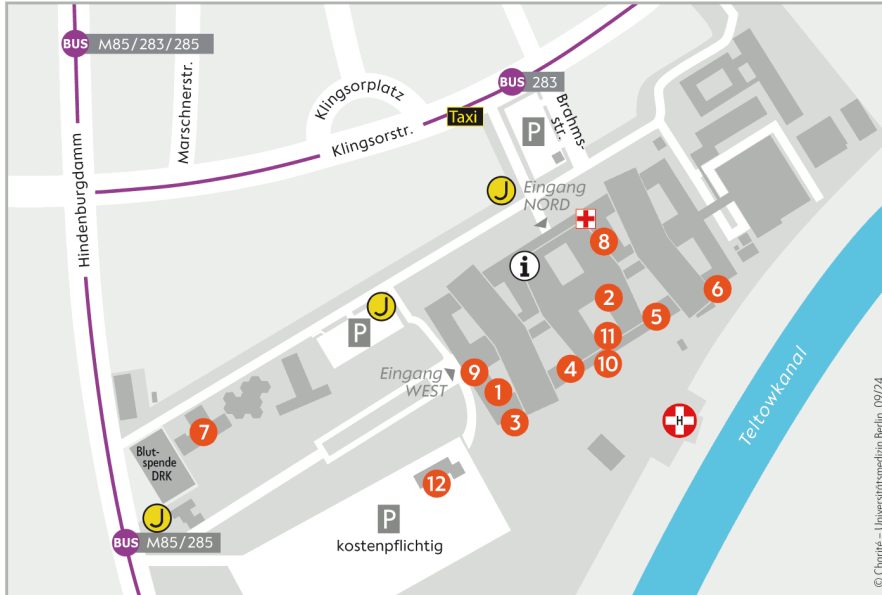 BUS M85/283/285
Marschnerstr.
Klingsorplatz
BUS 283
Taxi
Klingsorstr.
P
Brahms-
str.
Hindenburgdamm
J
Eingang
NORD
8
i
2
6
5
11
J
P
10
4
Eingang
WEST
9
1
3
7
H
Teltowkanal
Blut-
spende
DRK
12
J
P
kostenpflichtig
BUS M85/285
© Charité – Universitätsmedizin Berlin, 09/24